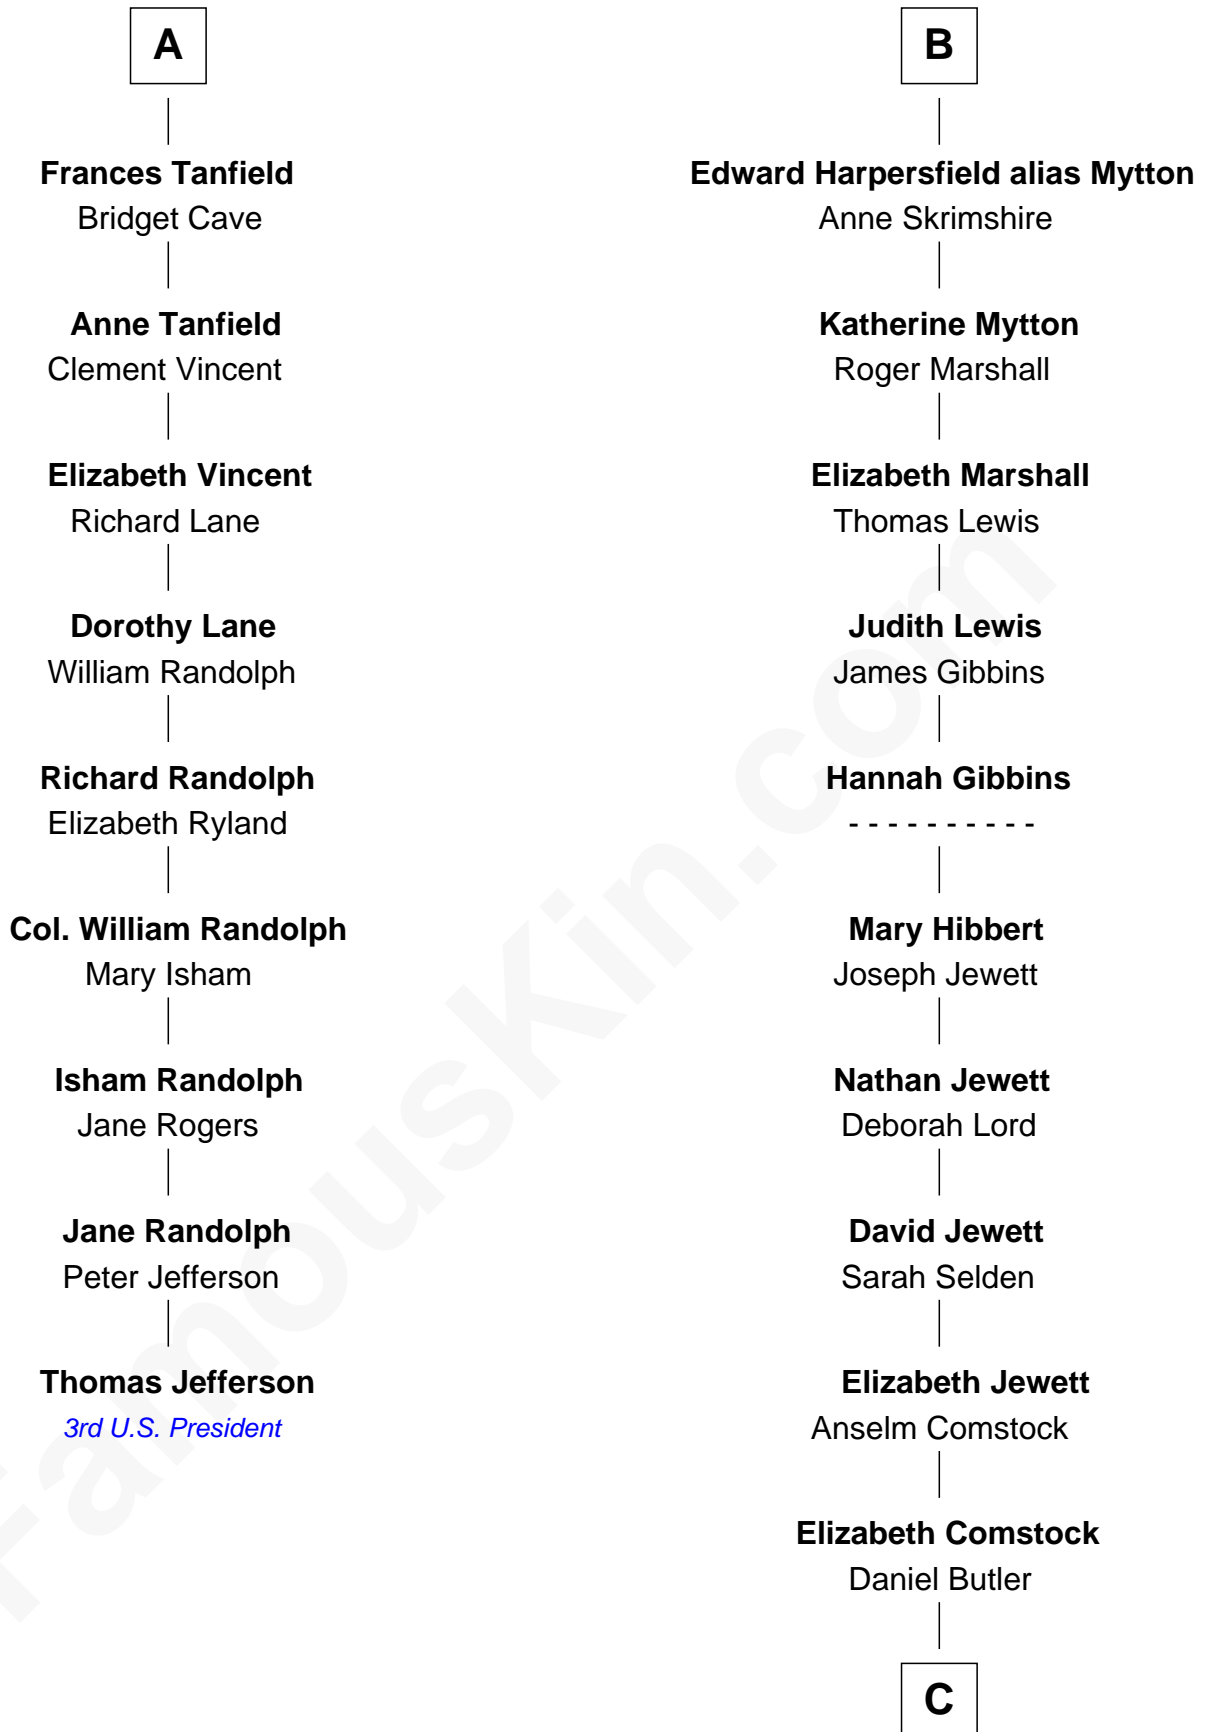 A
Frances Tanfield
Bridget Cave
Anne Tanfield
Clement Vincent
Elizabeth Vincent
Richard Lane
Dorothy Lane
William Randolph
Richard Randolph
Elizabeth Ryland
Col. William Randolph
Mary Isham
Isham Randolph
Jane Rogers
Jane Randolph
Peter Jefferson
Thomas Jefferson
3rd U.S. President
B
Edward Harpersfield alias Mytton
Anne Skrimshire
Katherine Mytton
Roger Marshall
Elizabeth Marshall
Thomas Lewis
Judith Lewis
James Gibbins
Hannah Gibbins
- - - - - - - - - -
Mary Hibbert
Joseph Jewett
Nathan Jewett
Deborah Lord
David Jewett
Sarah Selden
Elizabeth Jewett
Anselm Comstock
Elizabeth Comstock
Daniel Butler
C
FamousKin.com